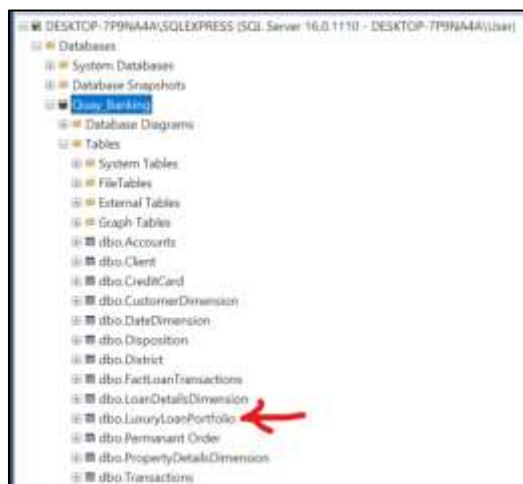 DESKTOP-7P9NA4A\SQLEXPRESS (SQL Server 16.0.1110 - DESKTOP-7P9NA4A\User)
Databases
System Databases
Database Snapshots
Quay_Banking
Database Diagrams
Tables
System Tables
FileTables
External Tables
Graph Tables
dbo.Accounts
dbo.Client
dbo.CreditCard
dbo.CustomerDimension
dbo.DateDimension
dbo.Disposition
dbo.District
dbo.FactLoanTransactions
dbo.LoanDetailsDimension
dbo.LuxuryLoanPortfolio
dbo.Permanant Order
dbo.PropertyDetailsDimension
dbo.Transactions